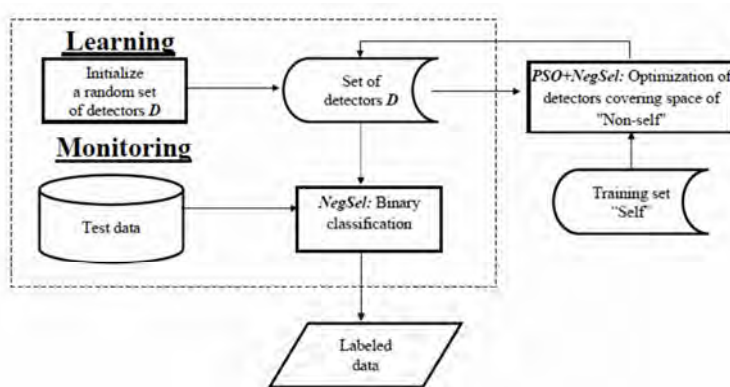 Learning
Initialize
a random set
of detectors D
Set of
detectors D
PSO+NegSel: Optimization of
detectors covering space of
"Non-self"
Monitoring
Test data
NegSel: Binary
classification
Training set
"Self"
Labeled
data